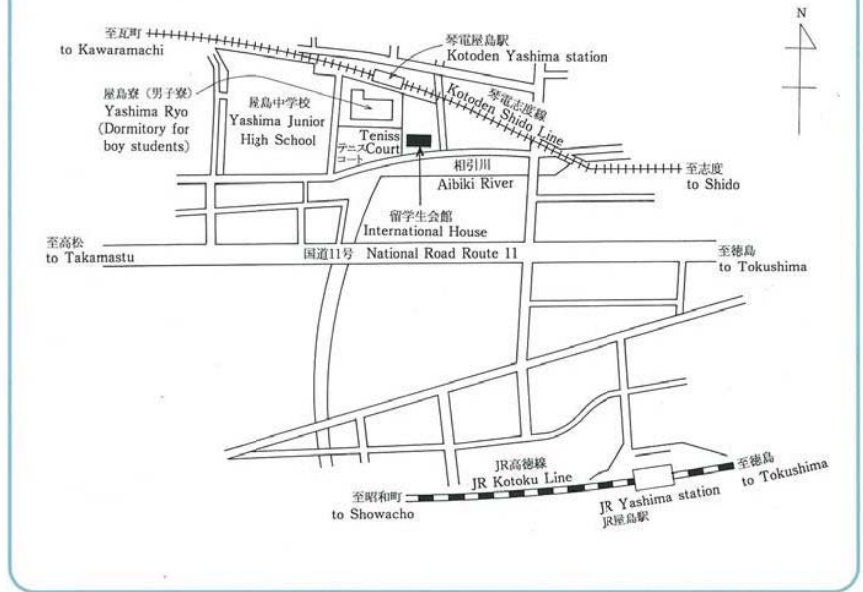 N
至瓦町
to Kawaramachi
琴電屋島駅
Kotoden Yashima station
屋島寮（男子寮）
Yashima Ryo
(Dormitory for
boy students)
屋島中学校
Yashima Junior
High School
琴電志度線
Kotoden Shido Line
Teniss
Court
テニス
コート
相引川
Aibiki River
至志度
to Shido
留学生会館
International House
至高松
to Takamastu
国道11号 National Road Route 11
至徳島
to Tokushima
JR高徳線
JR Kotoku Line
至昭和町
to Showacho
至徳島
to Tokushima
JR Yashima station
JR屋島駅